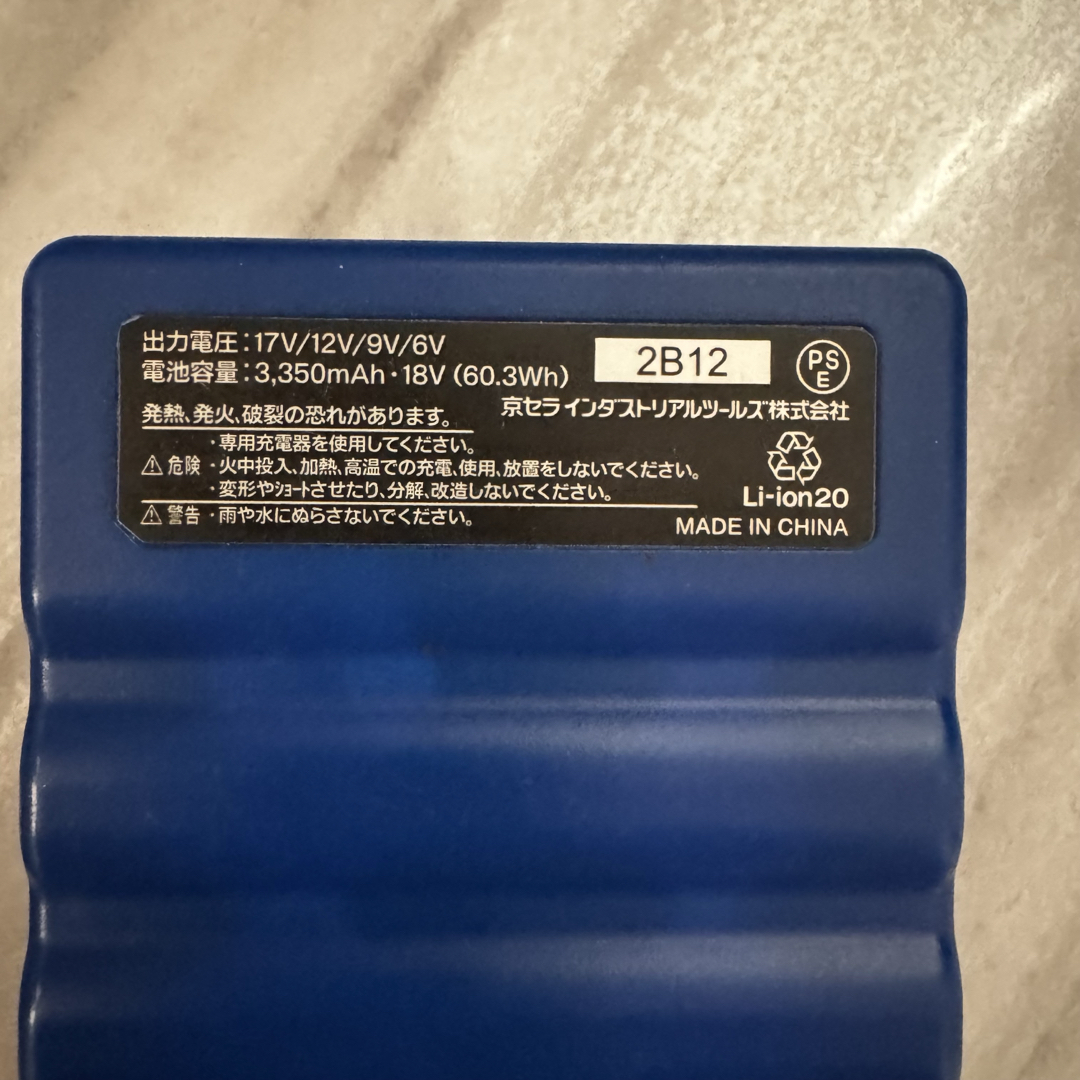 出力電圧:17V/12V/9V/6V
電池容量:3,350mAh・18V (60.3Wh)
2B12
PS
E
京セラインダストリアルツールズ株式会社
発熱、発火、破裂の恐れがあります。
⚠危険
・専用充電器を使用してください。
・火中投入、加熱、高温での充電、使用、放置をしないでください。
・変形やｼｮｰﾄさせたり、分解、改造しないでください。
⚠警告 ・雨や水にぬらさないでください。
Li-ion20
MADE IN CHINA